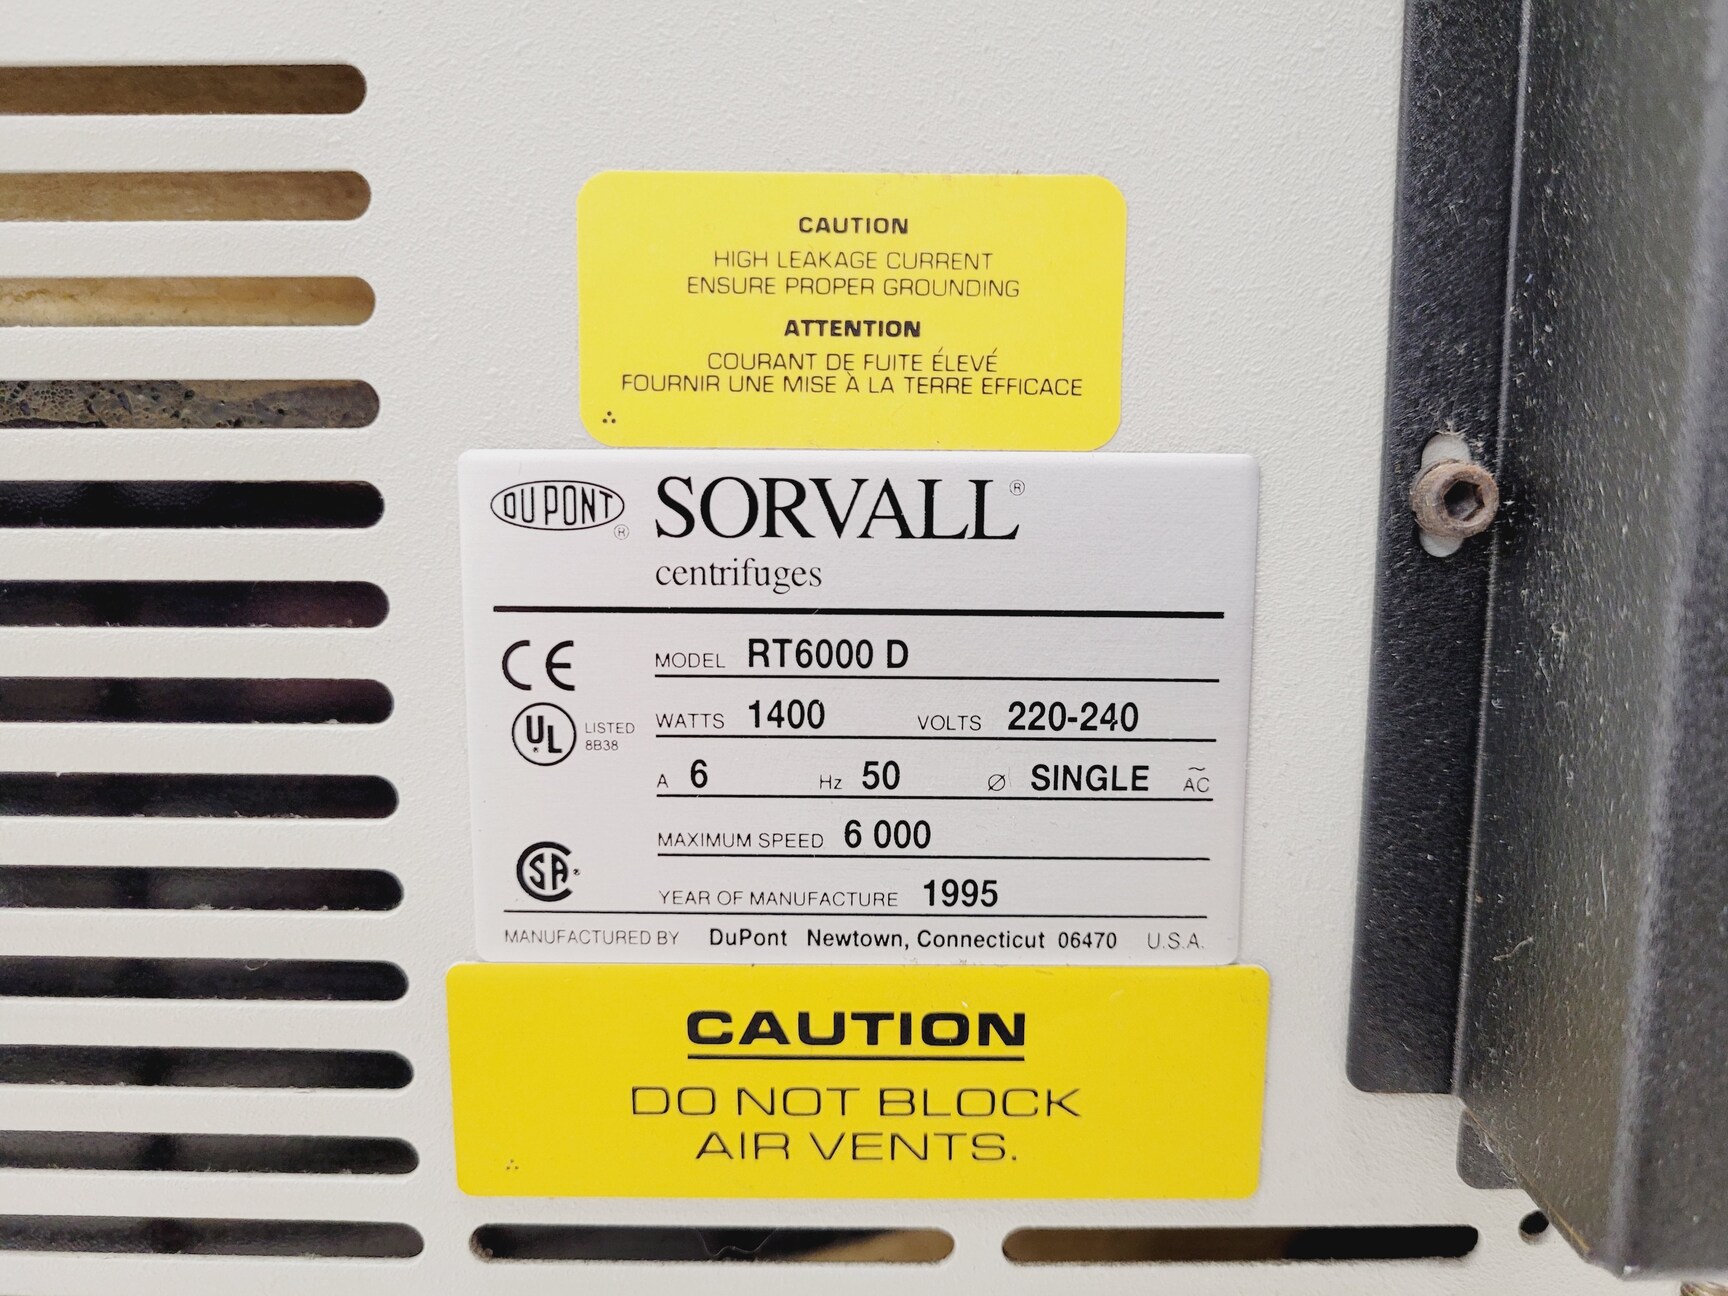 CAUTION
HIGH LEAKAGE CURRENT
ENSURE PROPER GROUNDING
ATTENTION
COURANT DE FUITE ÉLEVÉ
FOURNIR UNE MISE À LA TERRE EFFICACE
DU PONT ® SORVALL ®
centrifuges
CE
MODEL RT6000 D
UL LISTED 8B38
WATTS 1400 VOLTS 220-240
A 6 Hz 50 Ø SINGLE ~ AC
MAXIMUM SPEED 6 000
SA ®
YEAR OF MANUFACTURE 1995
MANUFACTURED BY DuPont Newtown, Connecticut 06470 U.S.A.
CAUTION
DO NOT BLOCK
AIR VENTS.